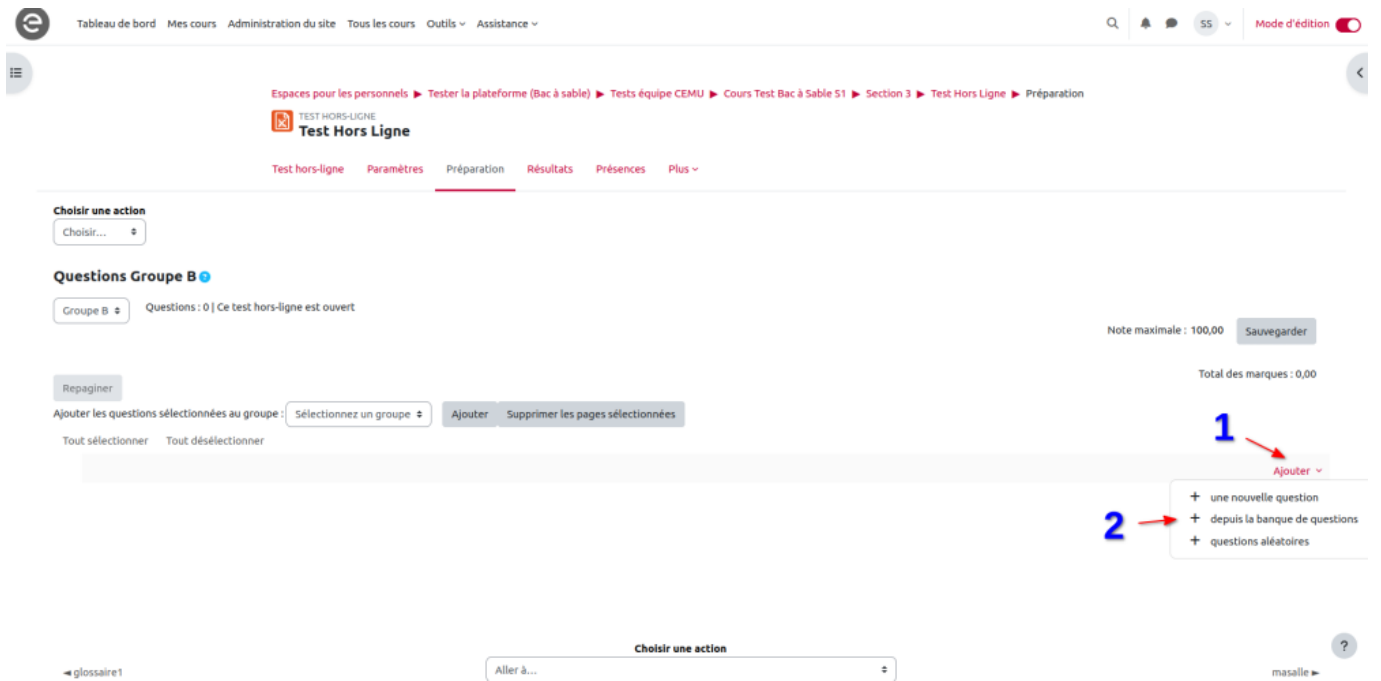 e Tableau de bord Mes cours Administration du site Tous les cours Outils Assistance SS Mode d'édition
Espaces pour les personnels ► Tester la plateforme (Bac à sable) ► Tests équipe CEMU ► Cours Test Bac à Sable S1 ► Section 3 ► Test Hors Ligne ► Préparation
TEST HORS-LIGNE
Test Hors Ligne
Test hors-ligne Paramètres Préparation Résultats Présences Plus
Choisir une action
Choisir...
Questions Groupe B ?
Groupe B Questions : 0 | Ce test hors-ligne est ouvert
Note maximale : 100,00 Sauvegarder
Total des marques : 0,00
Repaginer
Ajouter les questions sélectionnées au groupe : Sélectionnez un groupe Ajouter Supprimer les pages sélectionnées
Tout sélectionner Tout désélectionner
1
Ajouter
+ une nouvelle question
2
+ depuis la banque de questions
+ questions aléatoires
Choisir une action
?
◄ glossaire1 Aller à... masalle ►